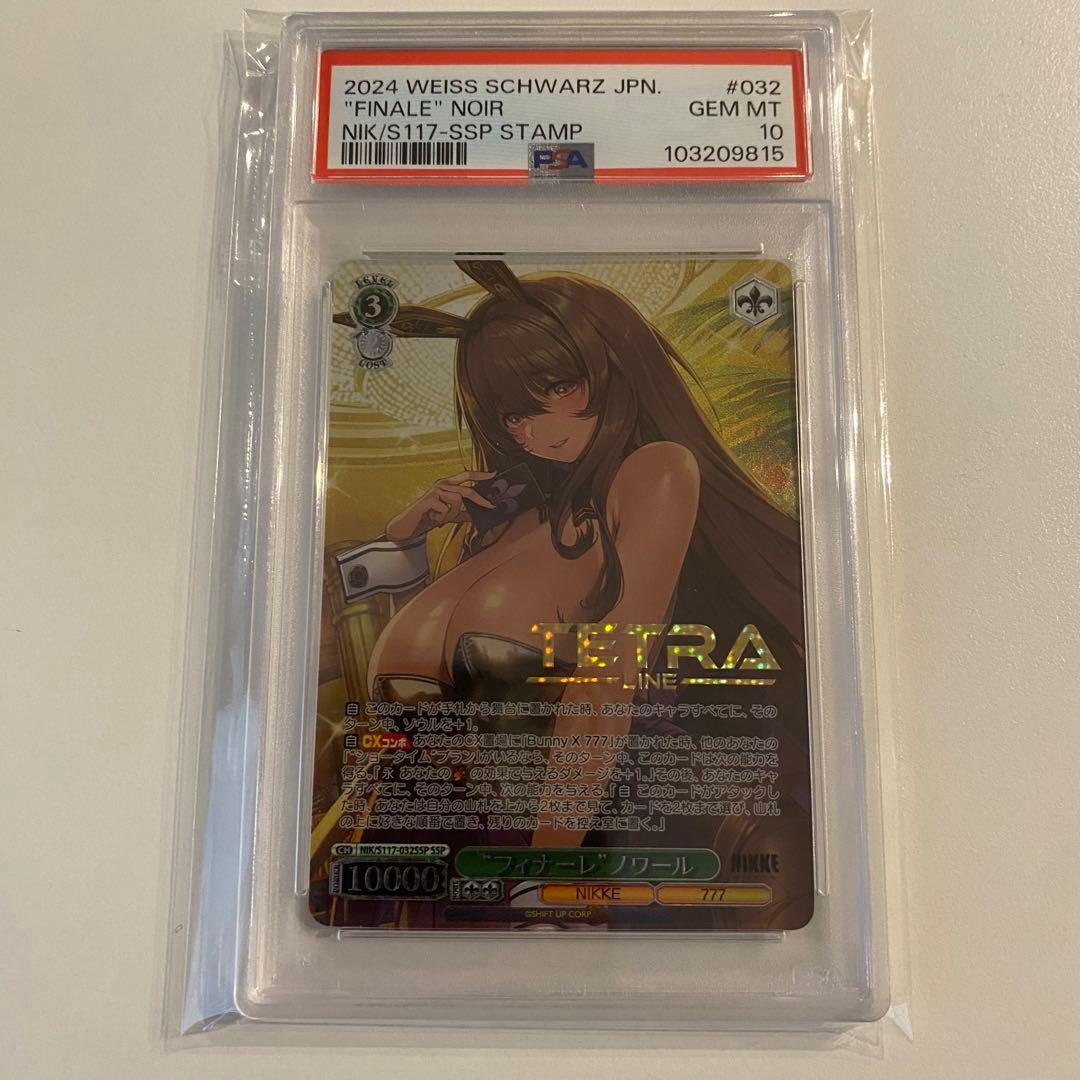 2024 WEISS SCHWARZ JPN. #032
"FINALE" NOIR GEM MT
NIK/S117-SSP STAMP 10
PSA 103209815
LEVEL
3
COST
TETRA
LINE
自 このカードが手札から舞台に置かれた時、あなたのキャラすべてに、その
ターン中、ソウルを+1。
自 CXコンボ あなたのCX置場に「Bunny X 777」が置かれた時、他のあなたの
「"ショータイム"ブラン」がいるなら、そのターン中、このカードは次の能力を
得る。『永 あなたの の効果で与えるダメージを+1。』その後、あなたのキャ
ラすべてに、そのターン中、次の能力を与える。『自 このカードがアタックし
た時、あなたは自分の山札を上から2枚まで見て、カードを2枚まで選び、山札
の上に好きな順番で置き、残りのカードを控え室に置く。』
CH NIK/S117-032SSP SSP
"フィナーレ"ノワール NIKKE
POWER 10000 SOUL NIKKE 777
©SHIFT UP CORP.